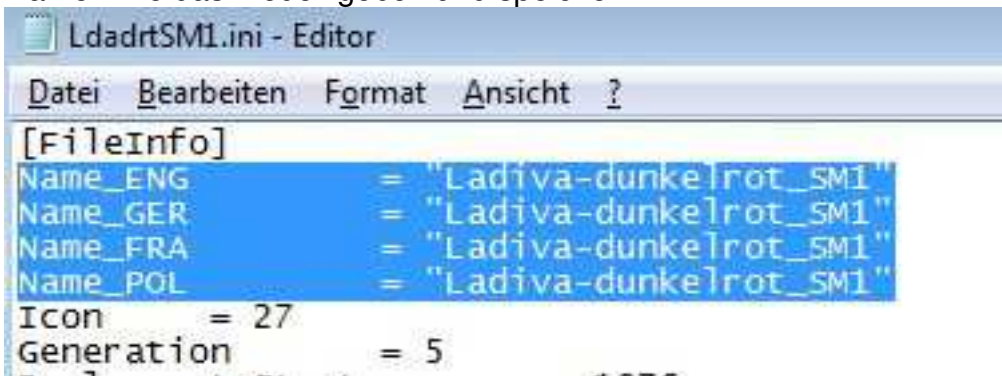 LdadrtSM1.ini - Editor
Datei Bearbeiten Format Ansicht ?
[FileInfo]
Name_ENG = "Ladiva-dunkelrot_SM1"
Name_GER = "Ladiva-dunkelrot_SM1"
Name_FRA = "Ladiva-dunkelrot_SM1"
Name_POL = "Ladiva-dunkelrot_SM1"
Icon = 27
Generation = 5